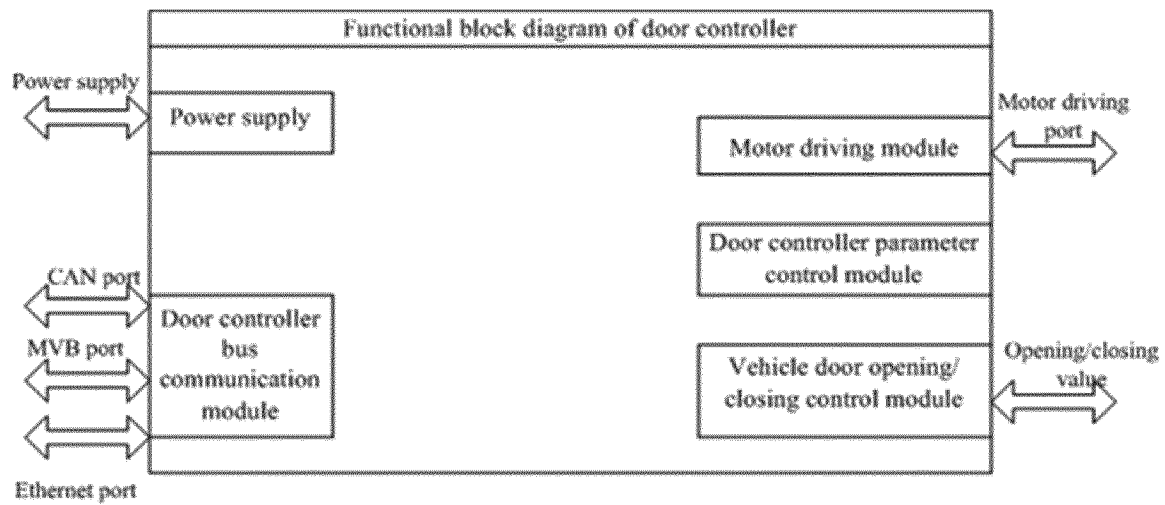 Functional block diagram of door controller
Power supply
Power supply
CAN port
MVB port
Door controller
bus
communication
module
Ethernet port
Motor driving
port
Motor driving module
Door controller parameter
control module
Vehicle door opening/
closing control module
Opening/closing
value